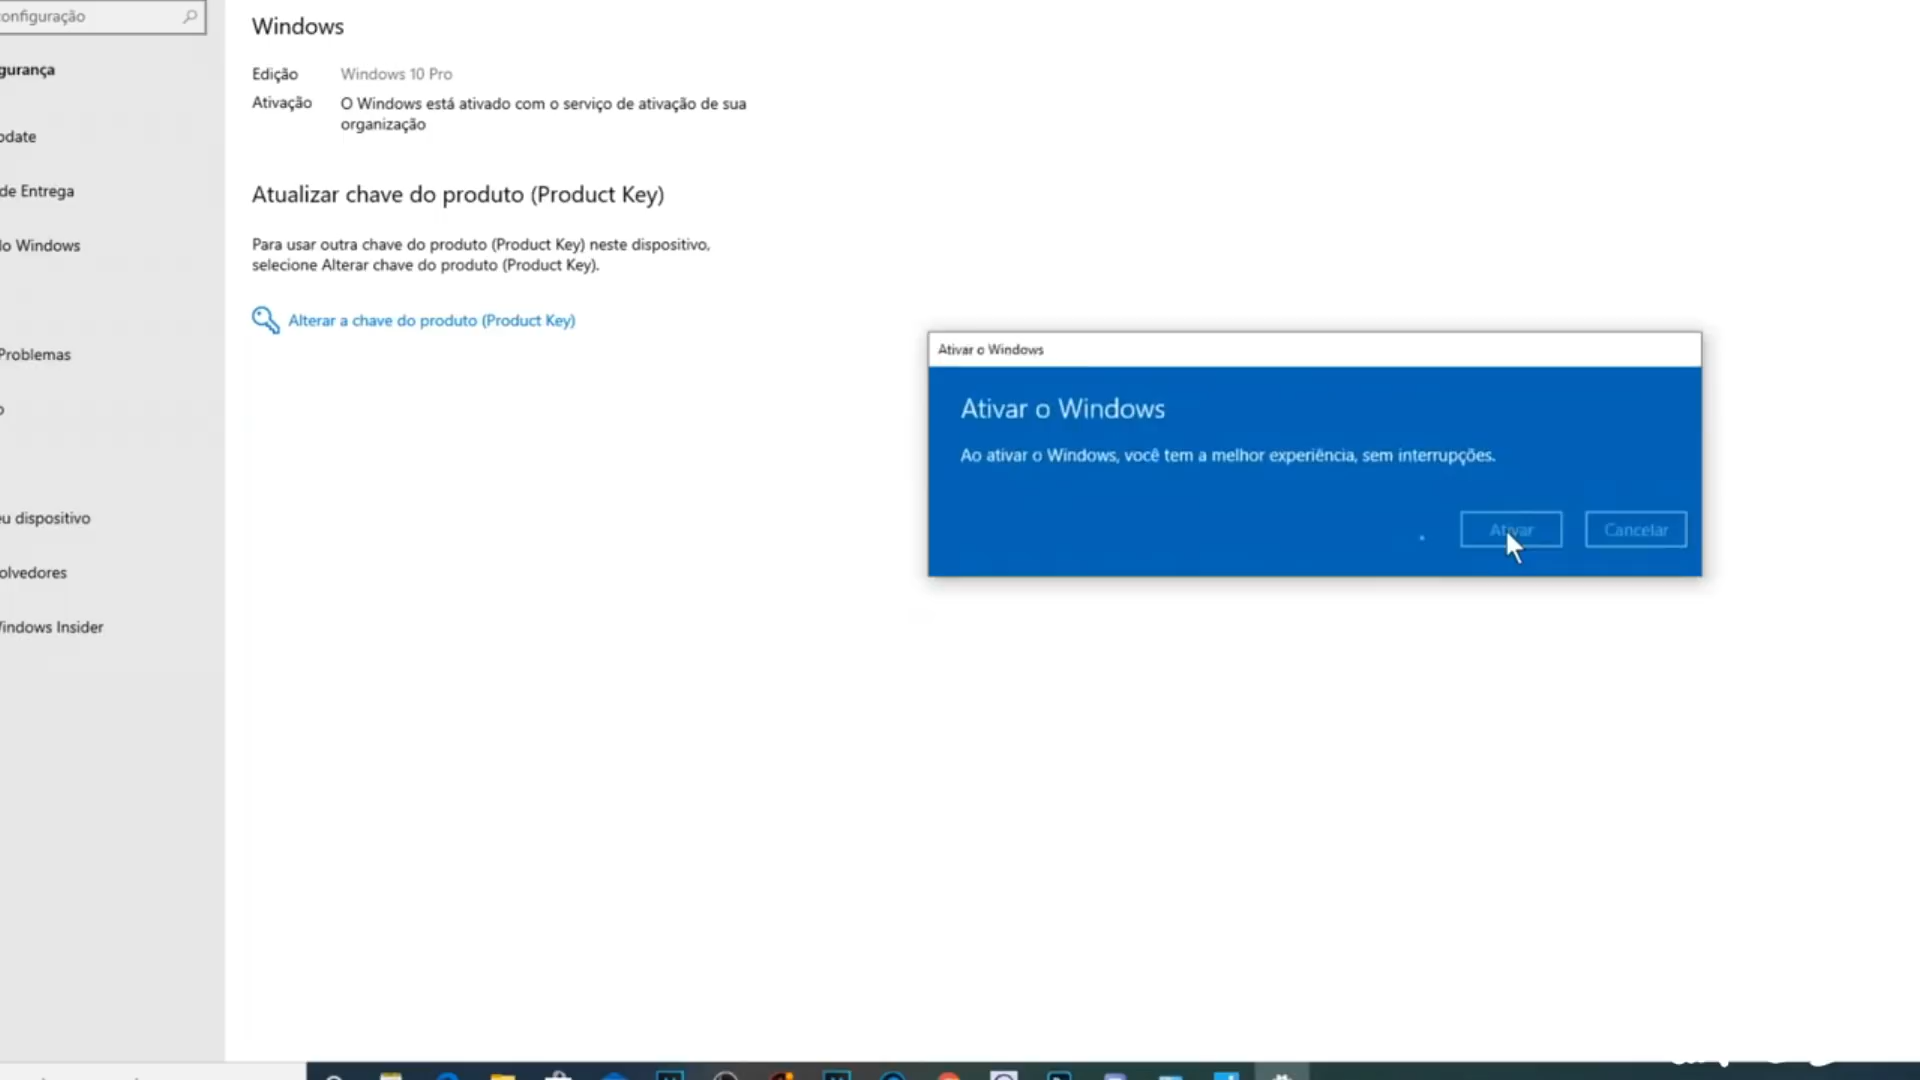 onfiguração
Windows
gurança
Edição
Windows 10 Pro
Ativação
O Windows está ativado com o serviço de ativação de sua
organização
pdate
de Entrega
Atualizar chave do produto (Product Key)
lo Windows
Para usar outra chave do produto (Product Key) neste dispositivo,
selecione Alterar chave do produto (Product Key).
Alterar a chave do produto (Product Key)
Problemas
o
eu dispositivo
olvedores
Windows Insider
Ativar o Windows
Ativar o Windows
Ao ativar o Windows, você tem a melhor experiência, sem interrupções.
Ativar
Cancelar